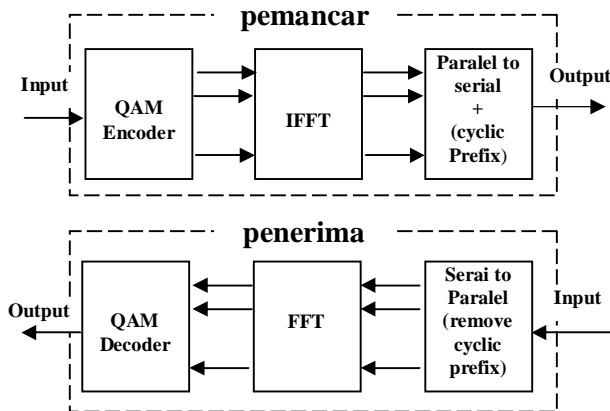 pemancar
Input
QAM
Encoder
IFFT
Paralel to
serial
+
(cyclic
Prefix)
Output
penerima
Output
QAM
Decoder
FFT
Serai to
Paralel
(remove
cyclic
prefix)
Input